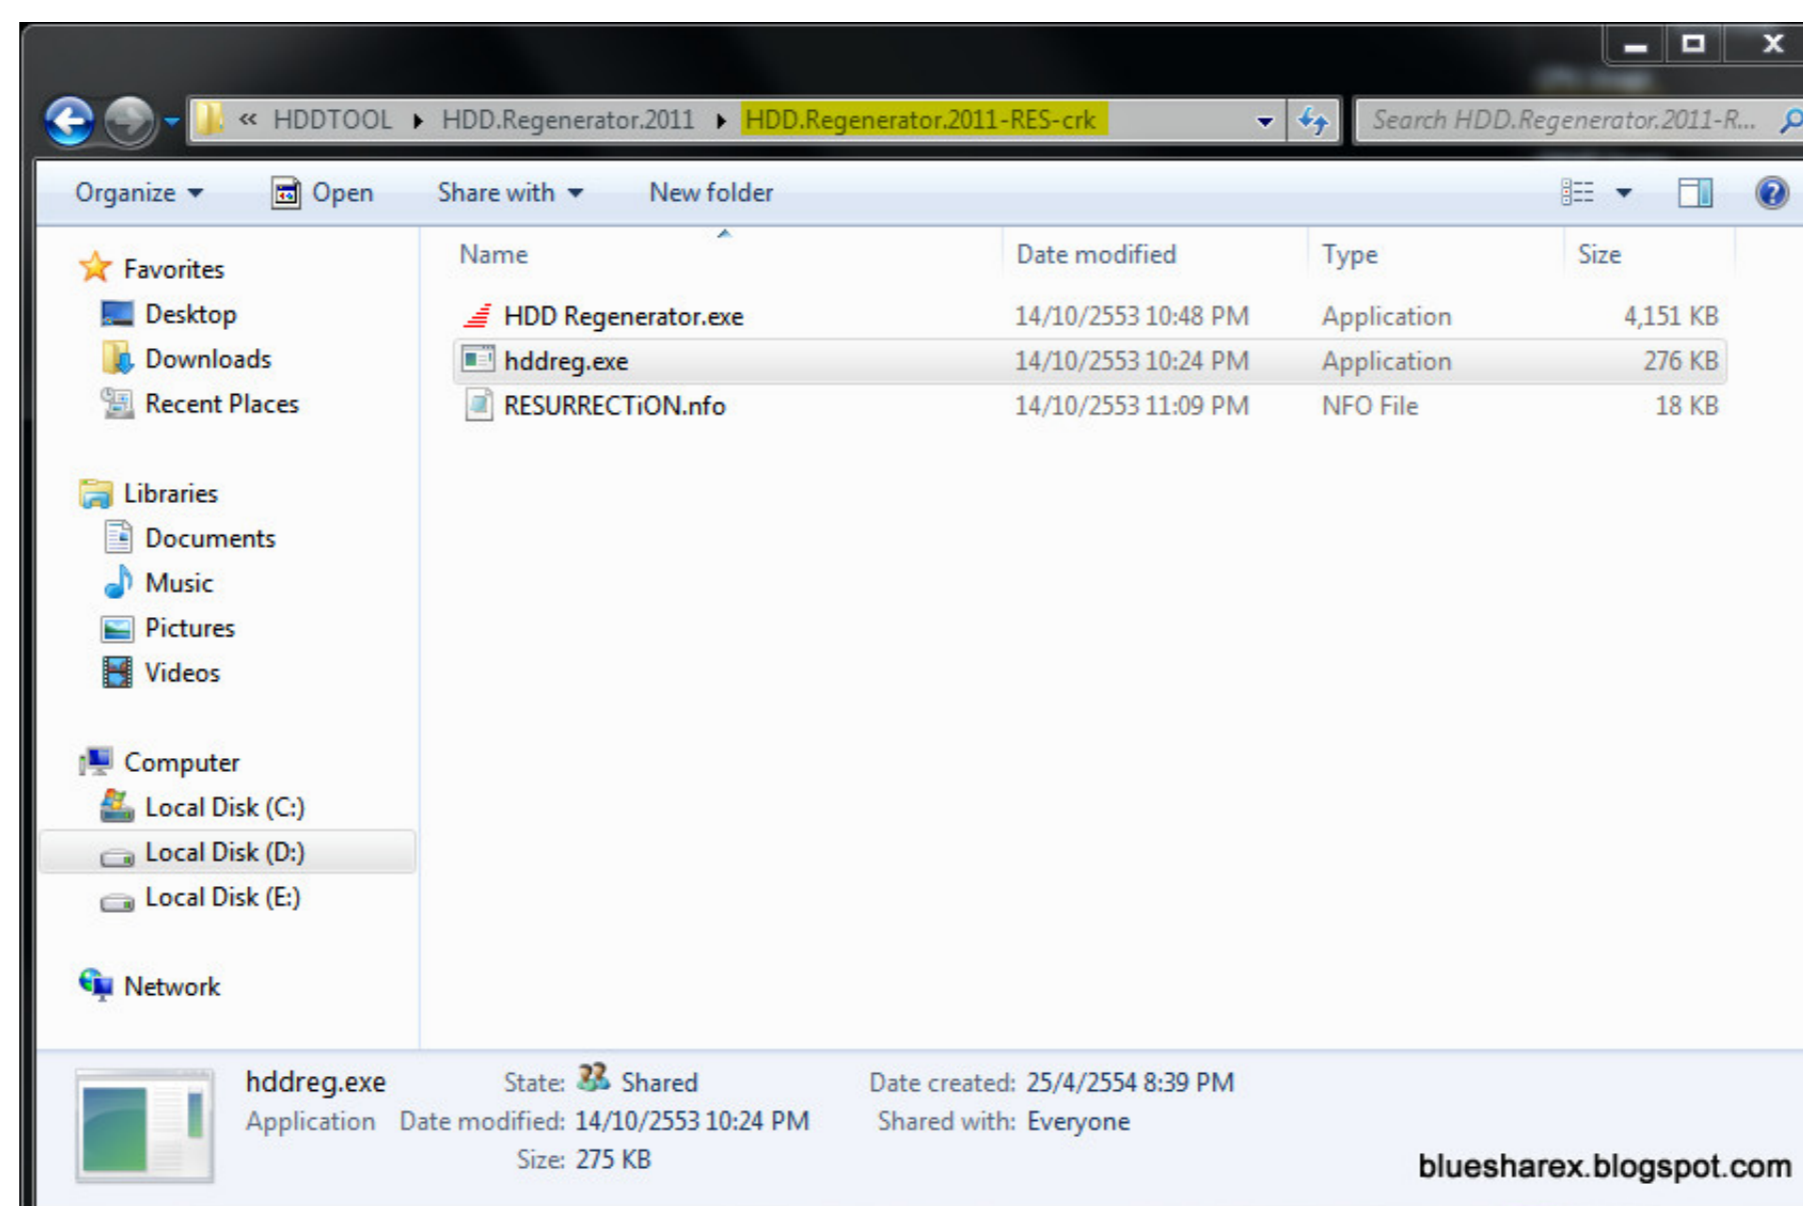 « HDDTOOL HDD.Regenerator.2011 HDD.Regenerator.2011-RES-crk Search HDD.Regenerator.2011-R...
Organize Open Share with New folder
Name Date modified Type Size
Favorites
Desktop
Downloads
Recent Places
Libraries
Documents
Music
Pictures
Videos
Computer
Local Disk (C:)
Local Disk (D:)
Local Disk (E:)
Network
HDD Regenerator.exe 14/10/2553 10:48 PM Application 4,151 KB
hddreg.exe 14/10/2553 10:24 PM Application 276 KB
RESURRECTiON.nfo 14/10/2553 11:09 PM NFO File 18 KB
hddreg.exe State: Shared Date created: 25/4/2554 8:39 PM
Application Date modified: 14/10/2553 10:24 PM Shared with: Everyone
Size: 275 KB
bluesharex.blogspot.com